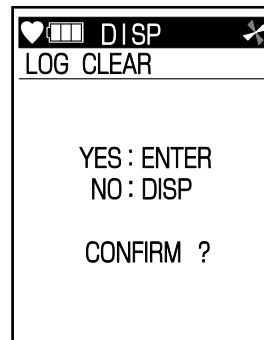 DISP
LOG CLEAR
YES : ENTER
NO : DISP
CONFIRM ?